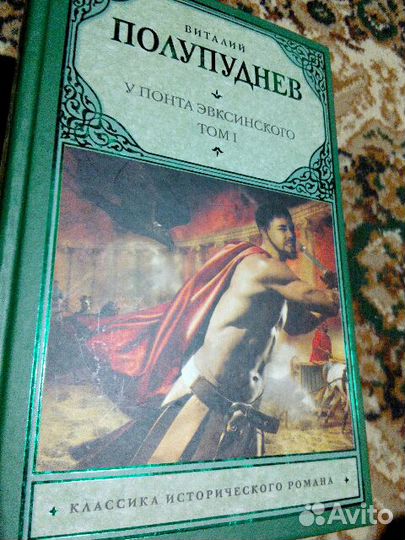 ВИТАЛИЙ
ПОЛУПУДНЕВ
У ПОНТА ЭВКСИНСКОГО
ТОМ I
КЛАССИКА ИСТОРИЧЕСКОГО РОМАНА
Avito